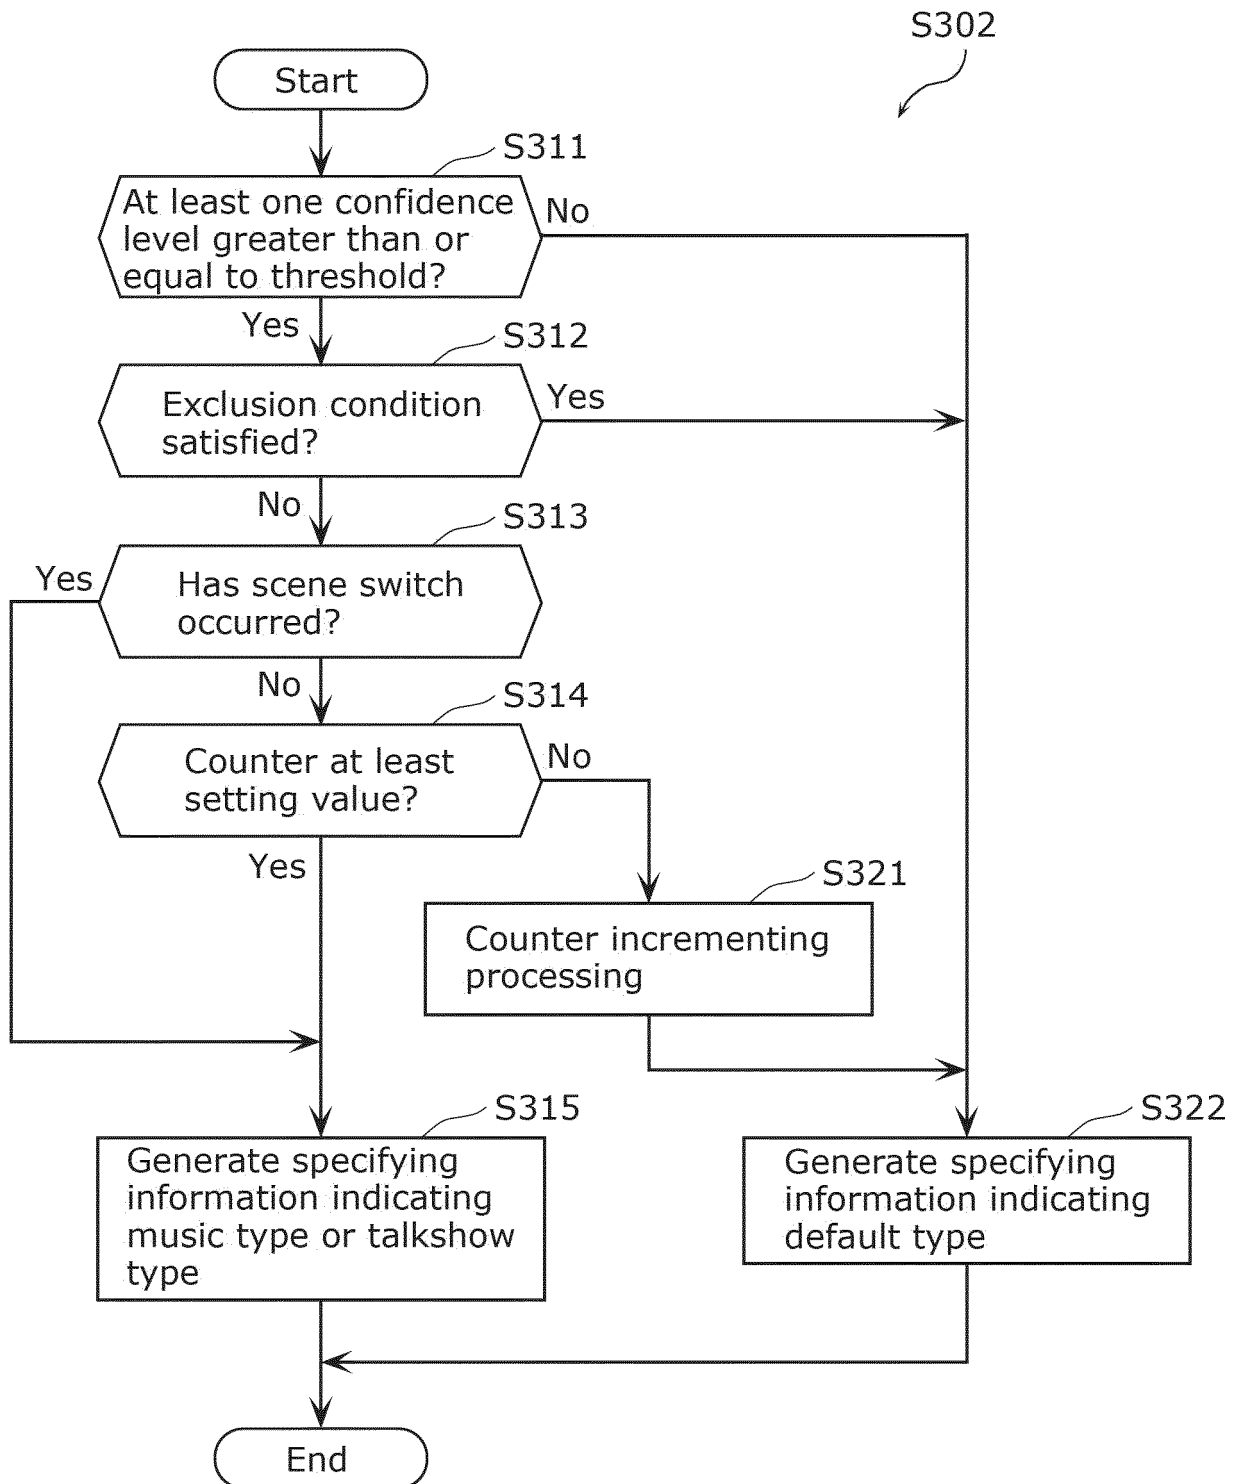 S302
Start
S311
At least one confidence
level greater than or
equal to threshold?
No
Yes
S312
Exclusion condition
satisfied?
Yes
No
S313
Has scene switch
occurred?
Yes
No
S314
Counter at least
setting value?
No
Yes
S321
Counter incrementing
processing
S315
Generate specifying
information indicating
music type or talkshow
type
S322
Generate specifying
information indicating
default type
End